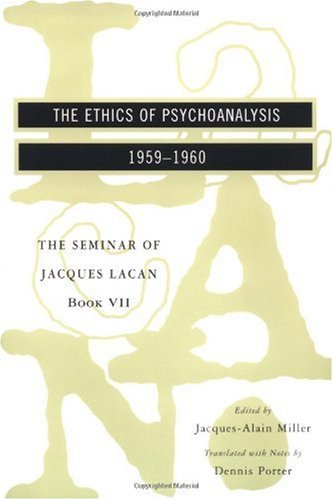 LACAN
THE ETHICS OF PSYCHOANALYSIS
1959–1960
THE SEMINAR OF
JACQUES LACAN
BOOK VII
Edited by
Jacques-Alain Miller
Translated with Notes by
Dennis Porter